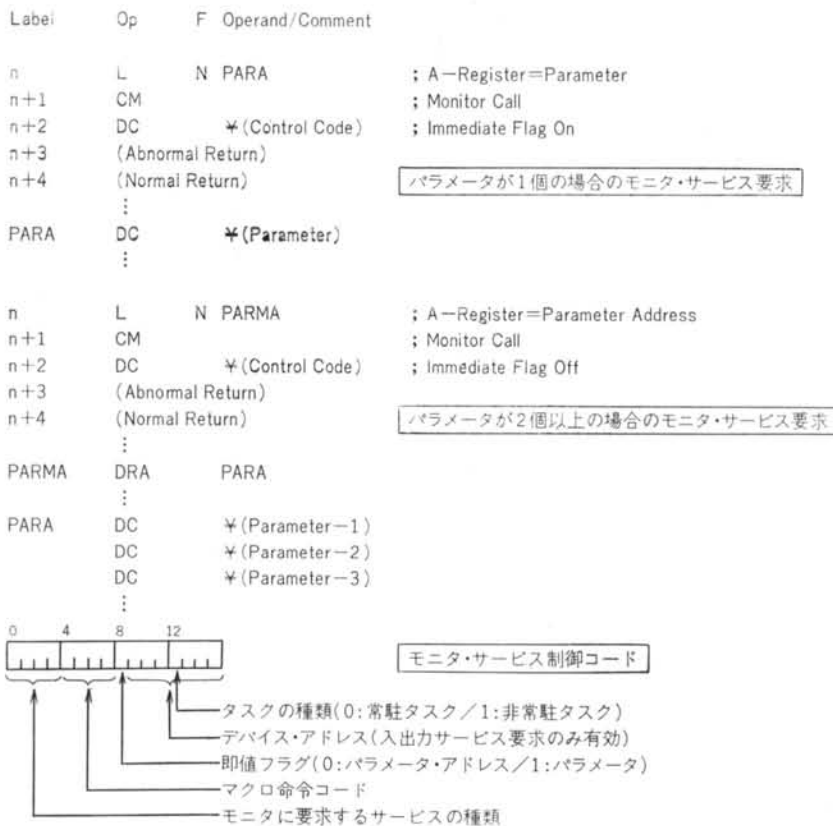 Label Op F Operand/Comment
n L N PARA ; A-Register=Parameter
n+1 CM ; Monitor Call
n+2 DC ¥(Control Code) ; Immediate Flag On
n+3 (Abnormal Return)
n+4 (Normal Return) パラメータが1個の場合のモニタ・サービス要求
⋮
PARA DC ¥(Parameter)
⋮
n L N PARMA ; A-Register=Parameter Address
n+1 CM ; Monitor Call
n+2 DC ¥(Control Code) ; Immediate Flag Off
n+3 (Abnormal Return)
n+4 (Normal Return) パラメータが2個以上の場合のモニタ・サービス要求
⋮
PARMA DRA PARA
⋮
PARA DC ¥(Parameter-1)
DC ¥(Parameter-2)
DC ¥(Parameter-3)
⋮
0 4 8 12
モニタ・サービス制御コード
タスクの種類(0:常駐タスク/1:非常駐タスク)
デバイス・アドレス(入出力サービス要求のみ有効)
即値フラグ(0:パラメータ・アドレス/1:パラメータ)
マクロ命令コード
モニタに要求するサービスの種類